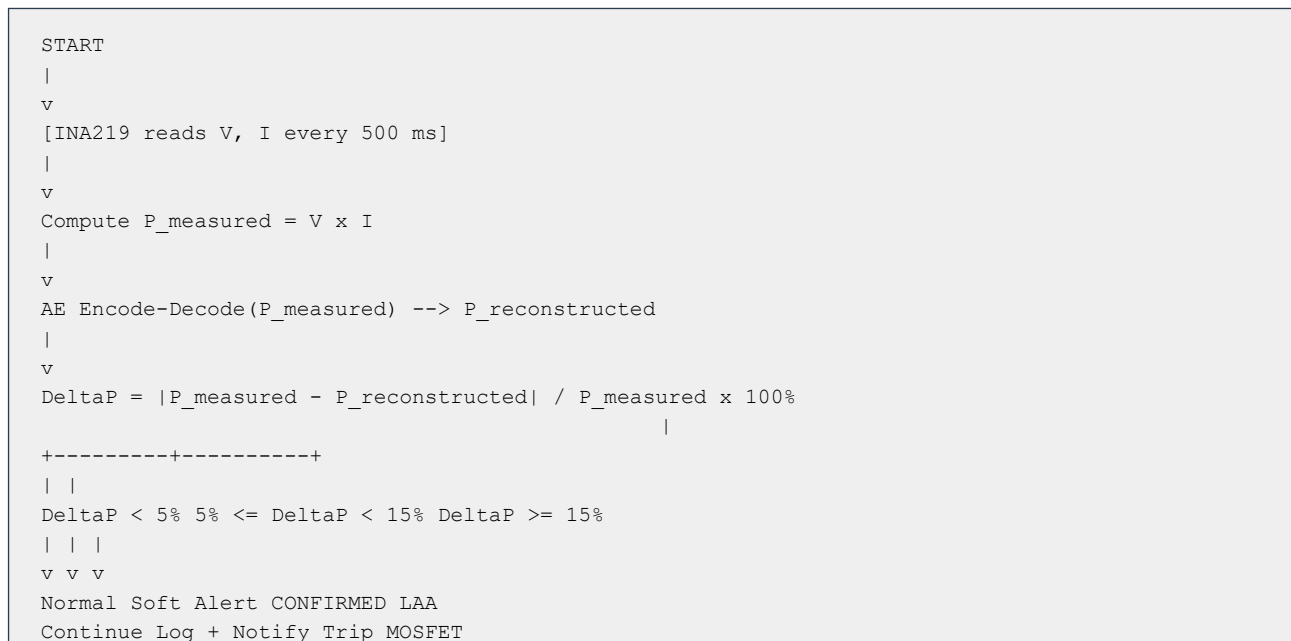 START
|
v
[INA219 reads V, I every 500 ms]
|
v
Compute P_measured = V x I
|
v
AE Encode-Decode(P_measured) --> P_reconstructed
|
v
DeltaP = |P_measured - P_reconstructed| / P_measured x 100%
|
+---------+----------+
| |
DeltaP < 5% 5% <= DeltaP < 15% DeltaP >= 15%
| | |
v v v
Normal Soft Alert CONFIRMED LAA
Continue Log + Notify Trip MOSFET